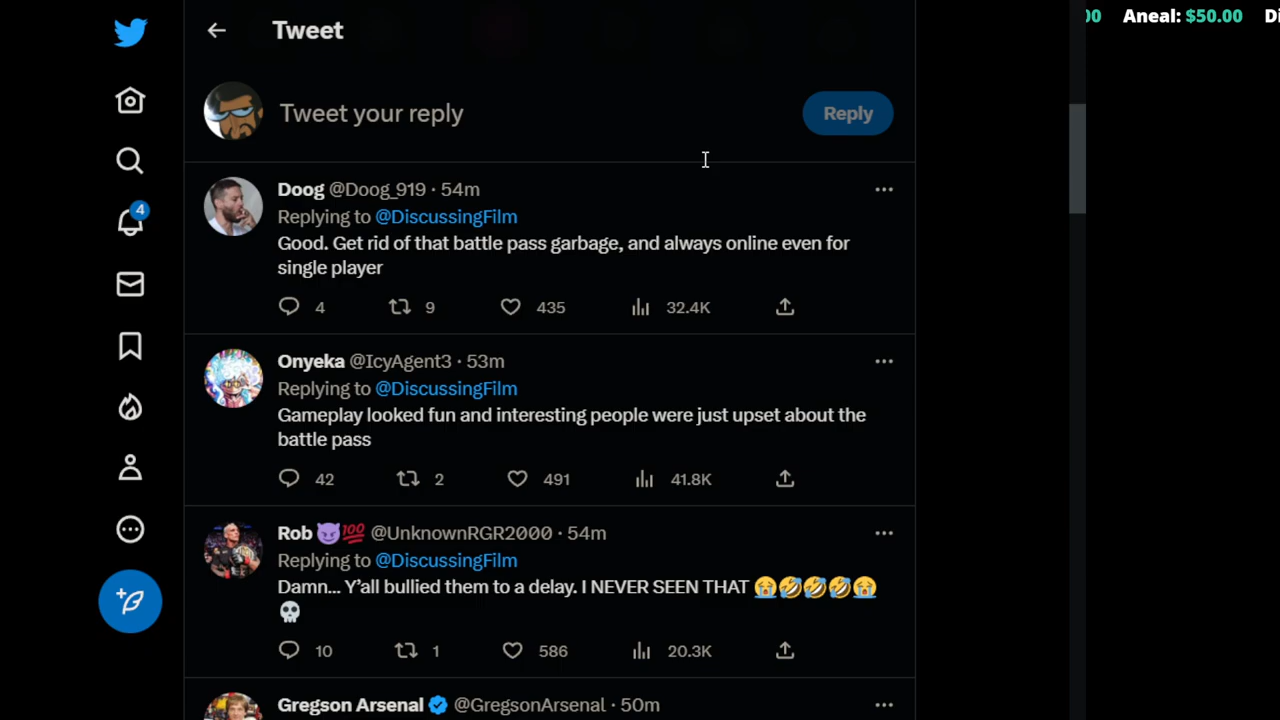 00 Aneal: $50.00 Di
Tweet
Tweet your reply
Reply
4
Doog @Doog_919 · 54m
Replying to @DiscussingFilm
Good. Get rid of that battle pass garbage, and always online even for
single player
4 9 435 32.4K
Onyeka @IcyAgent3 · 53m
Replying to @DiscussingFilm
Gameplay looked fun and interesting people were just upset about the
battle pass
42 2 491 41.8K
Rob 😈💯 @UnknownRGR2000 · 54m
Replying to @DiscussingFilm
Damn... Y’all bullied them to a delay. I NEVER SEEN THAT 😭🤣🤣🤣😭
💀
10 1 586 20.3K
Gregson Arsenal @GregsonArsenal · 50m